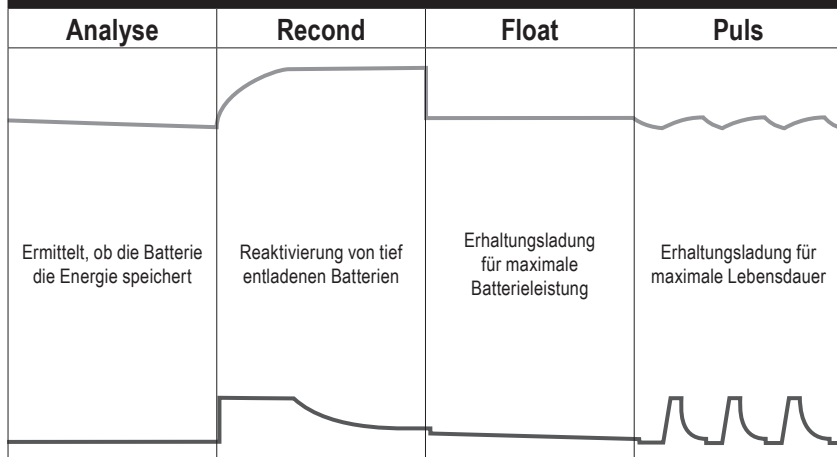 Analyse
Recond
Float
Puls
Ermittelt, ob die Batterie
die Energie speichert
Reaktivierung von tief
entladenen Batterien
Erhaltungsladung
für maximale
Batterieleistung
Erhaltungsladung für
maximale Lebensdauer